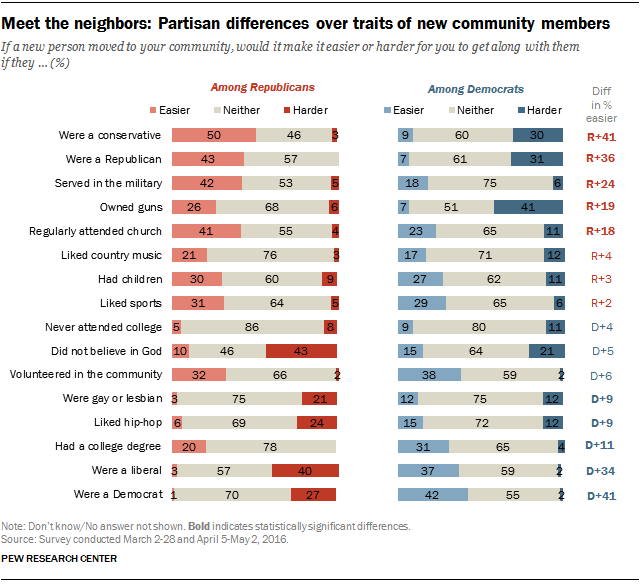 Meet the neighbors: Partisan differences over traits of new community members
If a new person moved to your community, would it make it easier or harder for you to get along with them
if they ... (%)
Among Republicans Among Democrats Diff
in %
easier
Easier Neither Harder Easier Neither Harder
Were a conservative 50 46 3 9 60 30 R+41
Were a Republican 43 57 7 61 31 R+36
Served in the military 42 53 5 18 75 6 R+24
Owned guns 26 68 6 7 51 41 R+19
Regularly attended church 41 55 4 23 65 11 R+18
Liked country music 21 76 3 17 71 12 R+4
Had children 30 60 9 27 62 11 R+3
Liked sports 31 64 5 29 65 6 R+2
Never attended college 5 86 8 9 80 11 D+4
Did not believe in God 10 46 43 15 64 21 D+5
Volunteered in the community 32 66 2 38 59 2 D+6
Were gay or lesbian 3 75 21 12 75 12 D+9
Liked hip-hop 6 69 24 15 72 12 D+9
Had a college degree 20 78 31 65 4 D+11
Were a liberal 3 57 40 37 59 2 D+34
Were a Democrat 1 70 27 42 55 2 D+41
Note: Don't know/No answer not shown. Bold indicates statistically significant differences.
Source: Survey conducted March 2-28 and April 5-May 2, 2016.
PEW RESEARCH CENTER